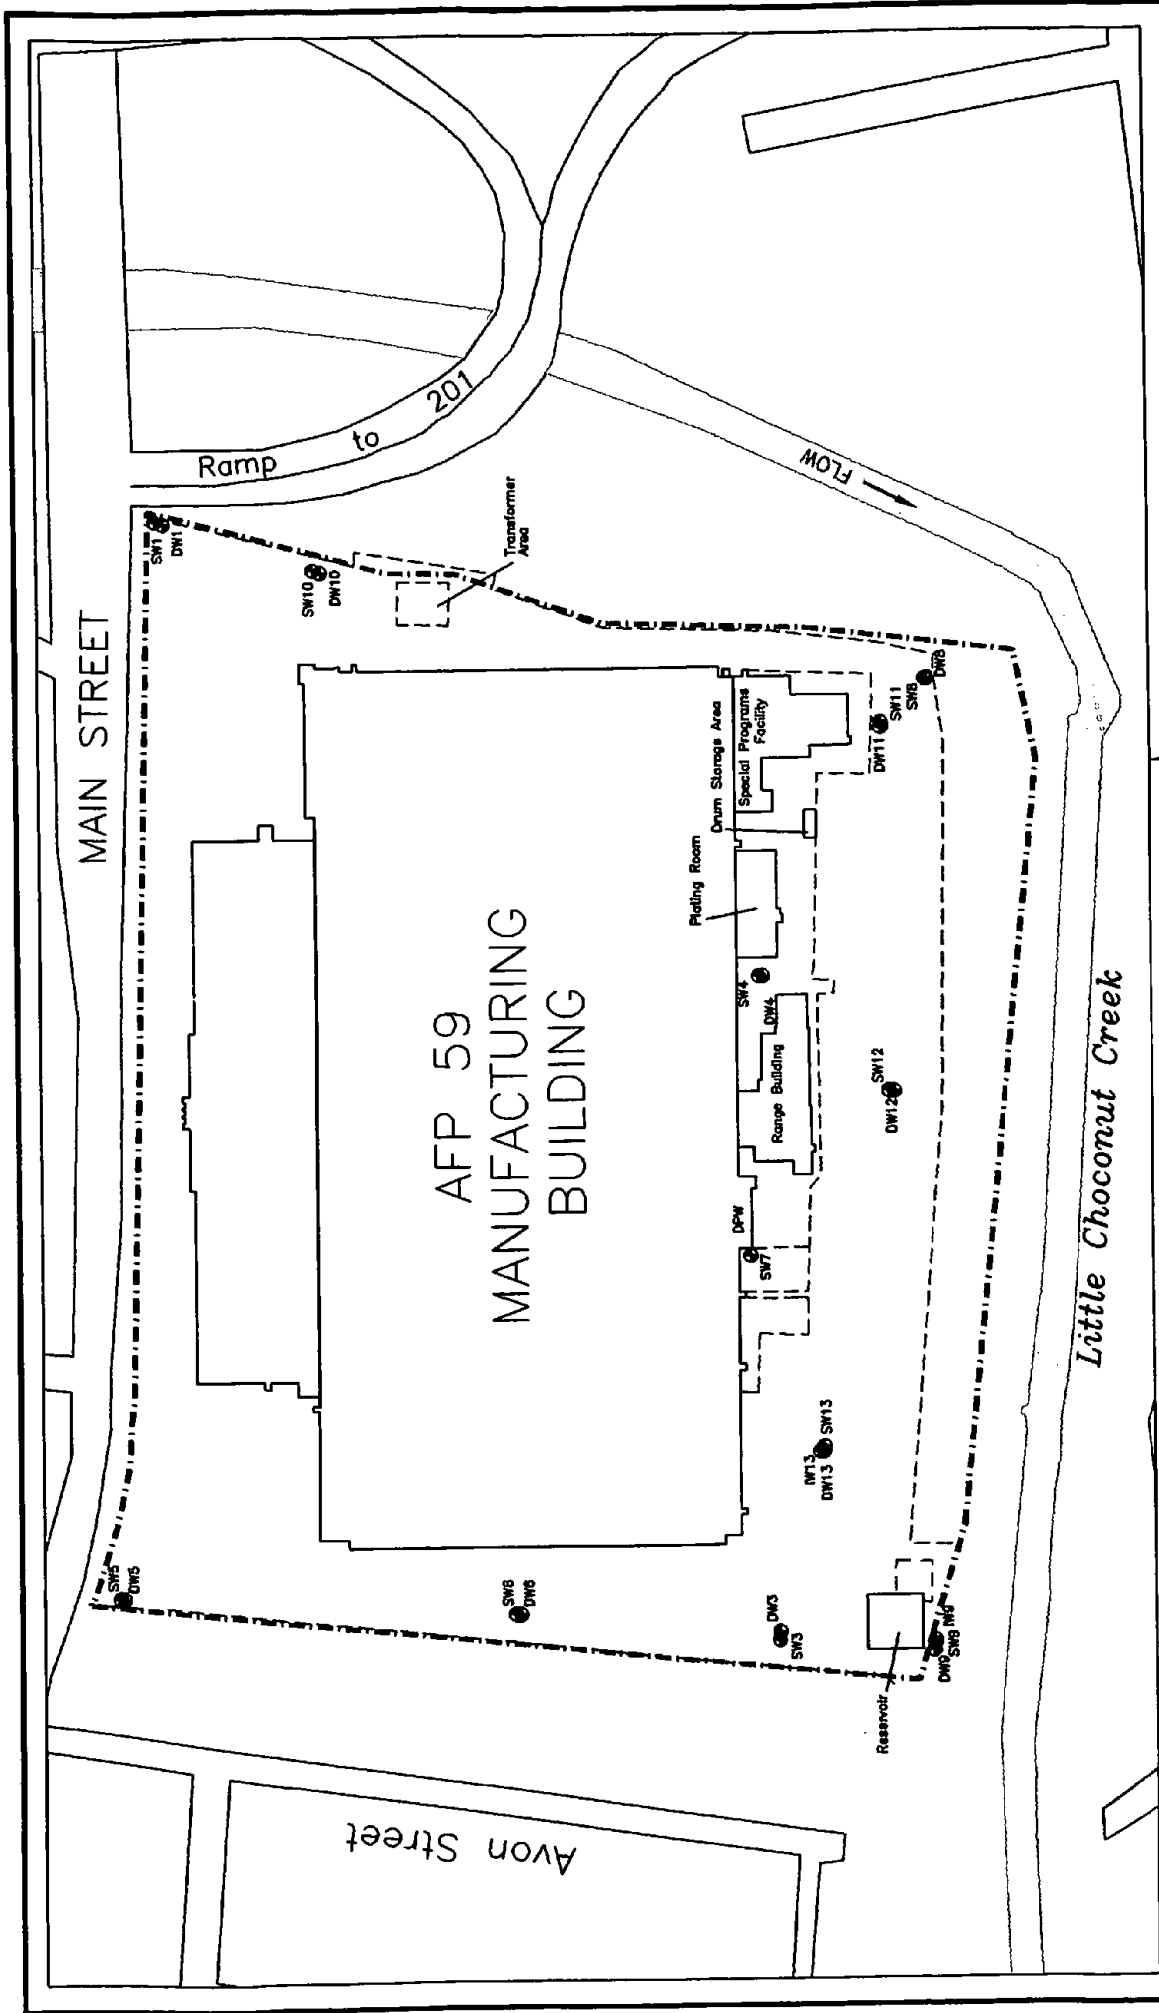 MAIN STREET
Ramp
to
201
FLOW
SW1
DW1
SW10
DW10
Transformer
Area
AFP 59
MANUFACTURING
BUILDING
Special Programs
Facility
Drum Storage Area
Plating Room
DW11
SW11
SW8
DW8
SW4
DW4
Range Building
SW12
DW12
DPW
SW7
IW13
DW13
SW13
SW5
DW5
SW6
DW6
DW3
SW3
Reservoir
DW9
SW9
IW9
Little Choconut Creek
Avon Street